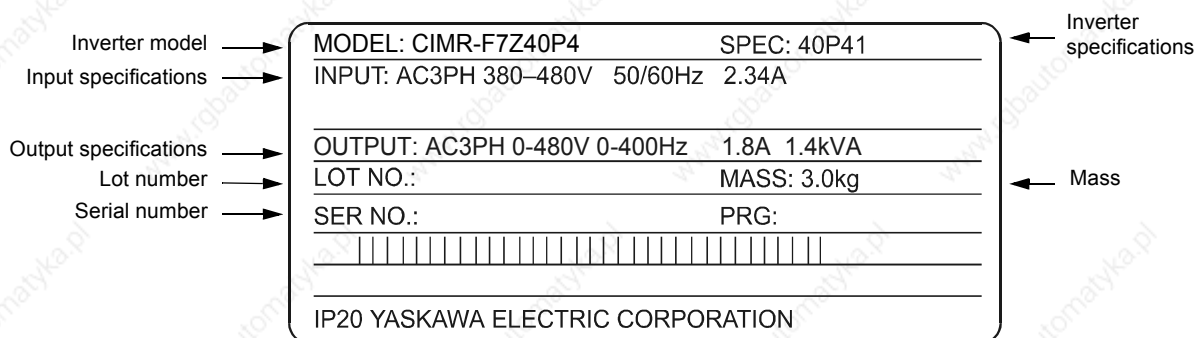 Inverter model
Input specifications
Output specifications
Lot number
Serial number
MODEL: CIMR-F7Z40P4 SPEC: 40P41
INPUT: AC3PH 380–480V 50/60Hz 2.34A
OUTPUT: AC3PH 0-480V 0-400Hz 1.8A 1.4kVA
LOT NO.: MASS: 3.0kg
SER NO.: PRG:
IP20 YASKAWA ELECTRIC CORPORATION
Inverter
specifications
Mass